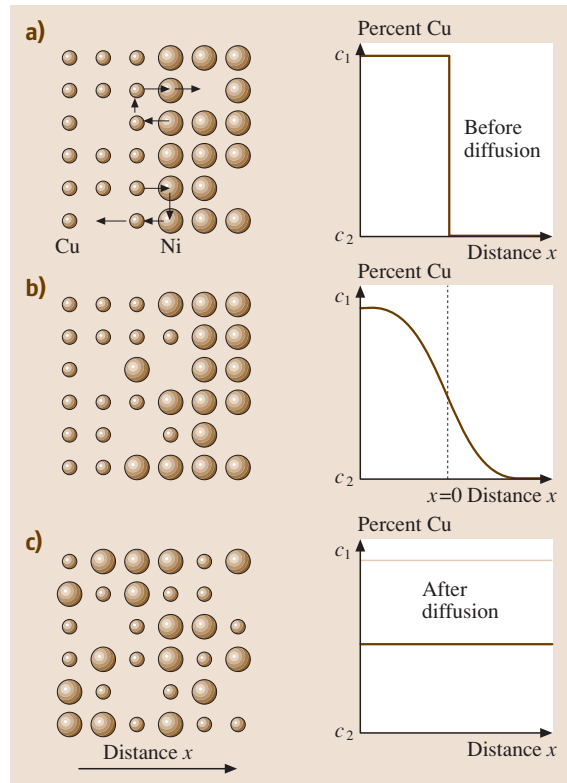 a)
Percent Cu
c1
Before
diffusion
c2
Distance x
Cu
Ni
b)
Percent Cu
c1
c2
x=0 Distance x
c)
Percent Cu
c1
After
diffusion
c2
Distance x
Distance x